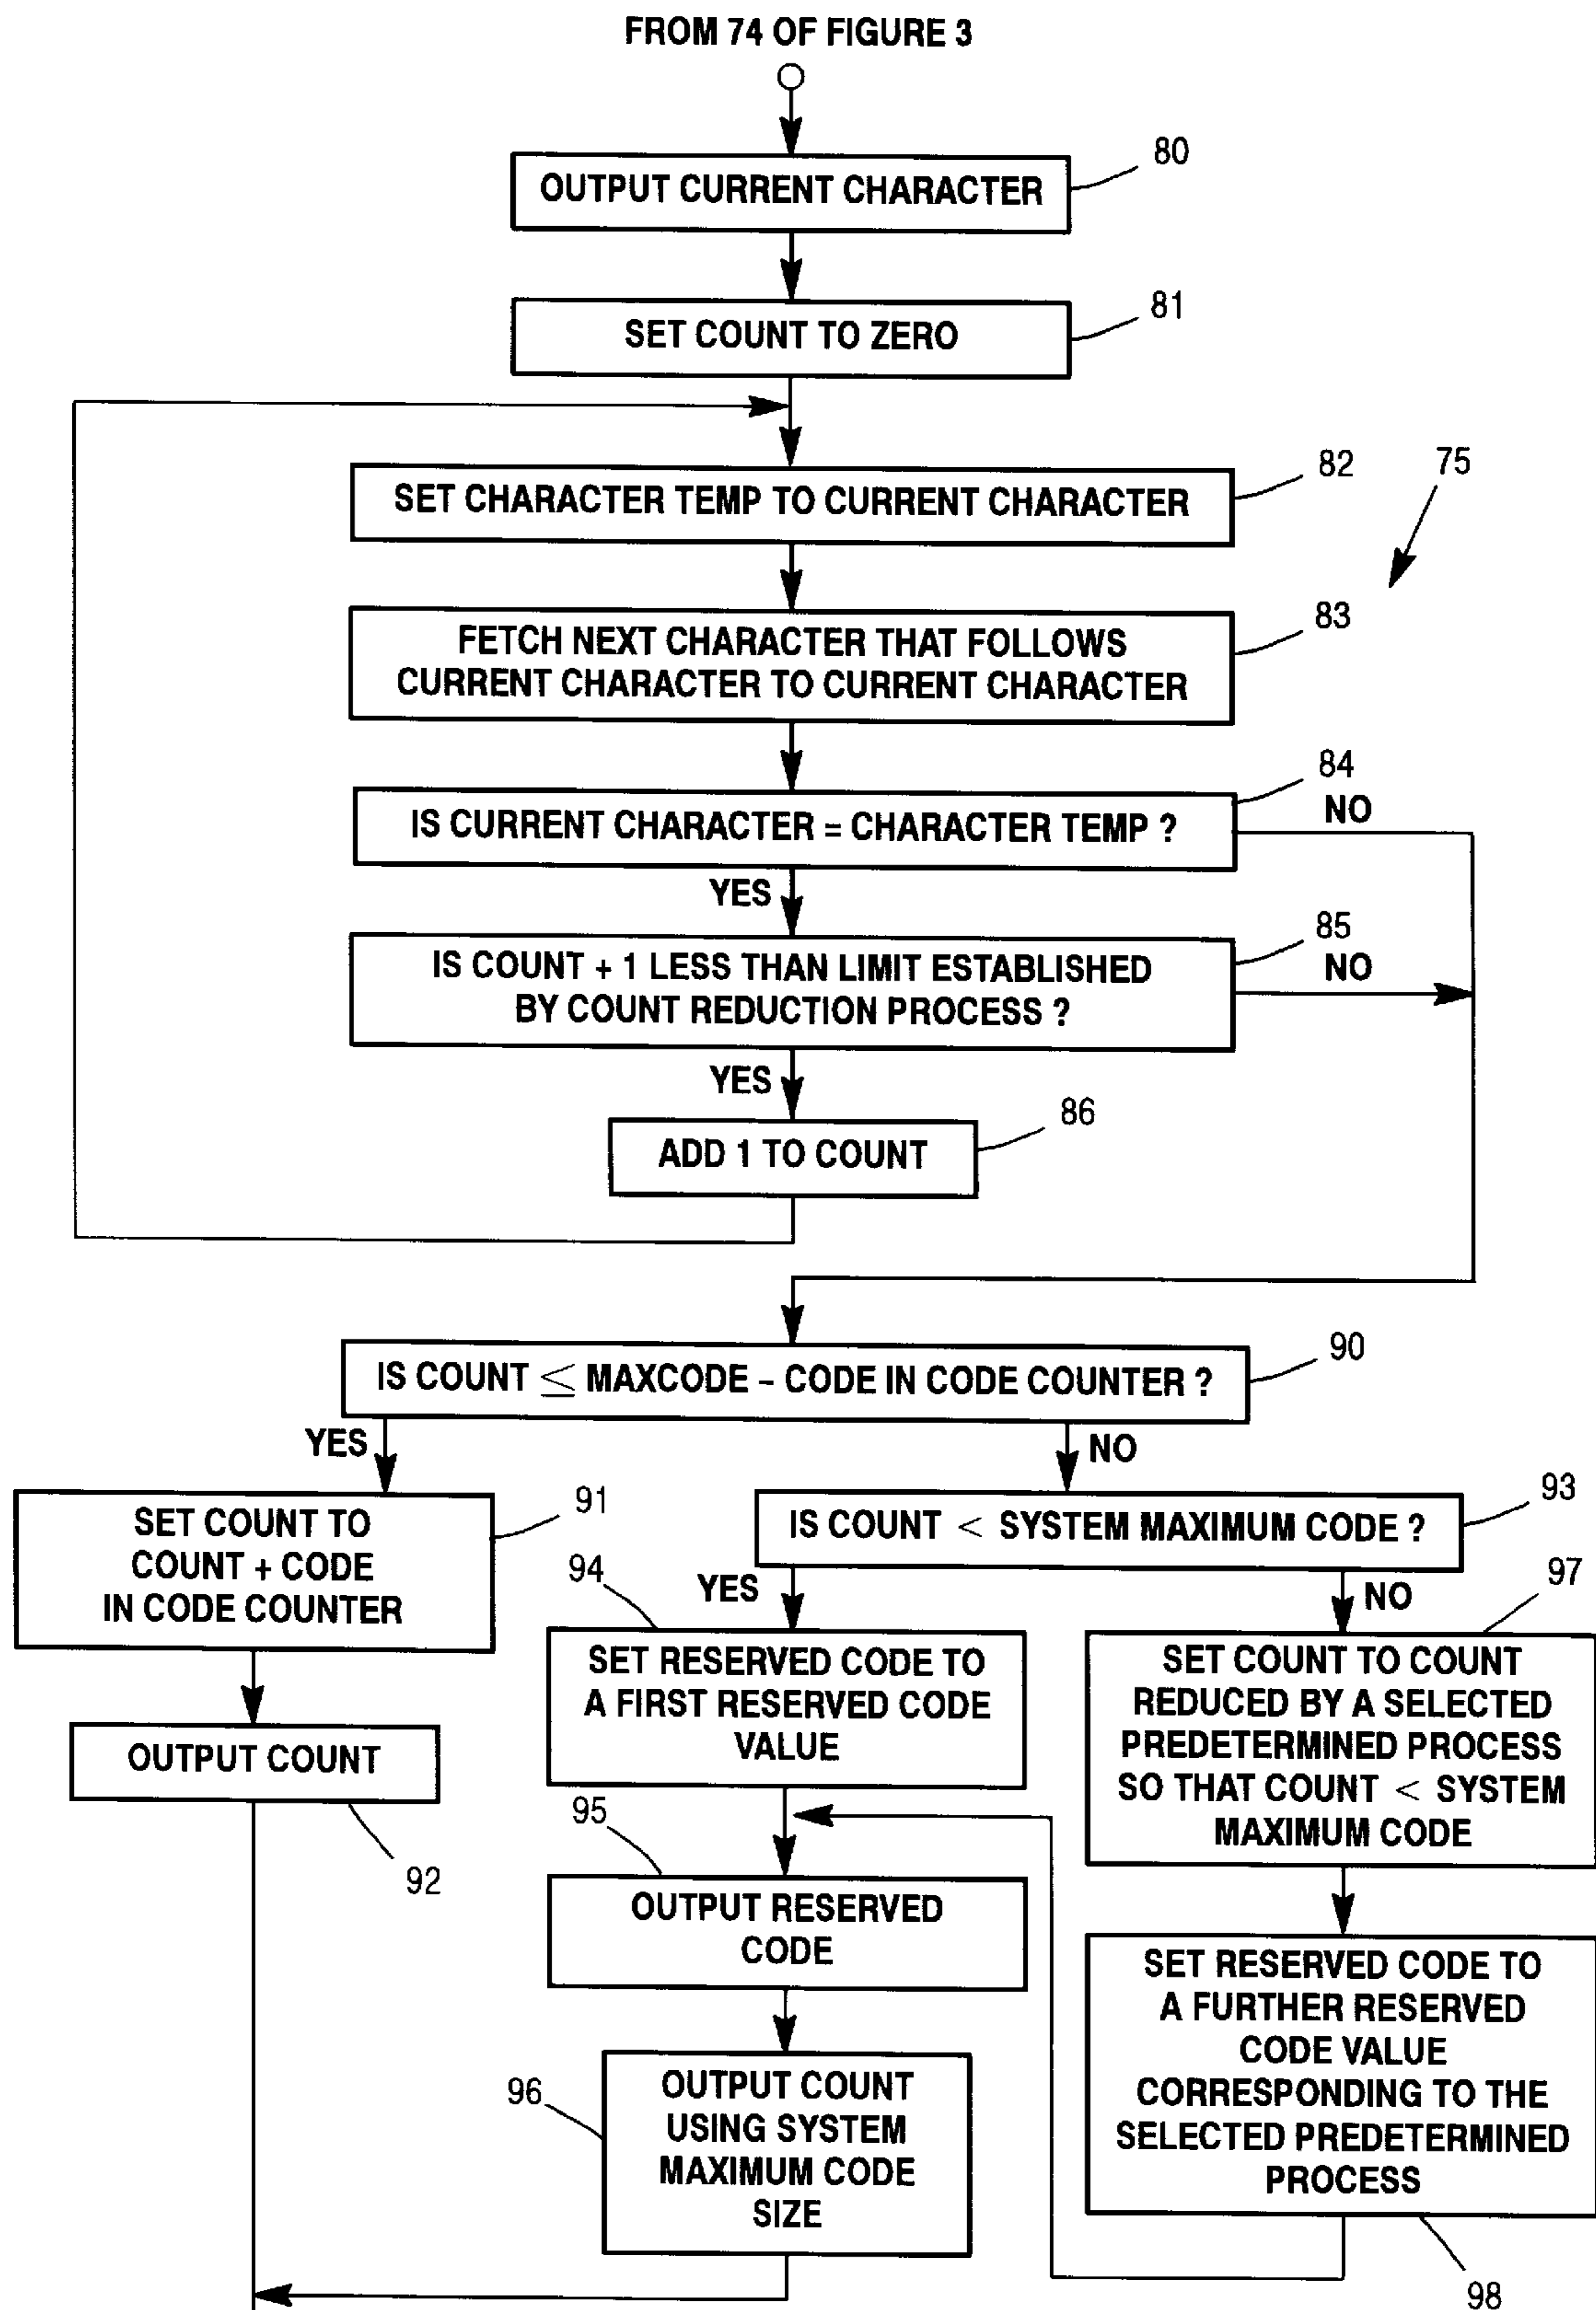 FROM 74 OF FIGURE 3
80
OUTPUT CURRENT CHARACTER
81
SET COUNT TO ZERO
82
75
SET CHARACTER TEMP TO CURRENT CHARACTER
83
FETCH NEXT CHARACTER THAT FOLLOWS
CURRENT CHARACTER TO CURRENT CHARACTER
84
IS CURRENT CHARACTER = CHARACTER TEMP ?
NO
YES
85
IS COUNT + 1 LESS THAN LIMIT ESTABLISHED
BY COUNT REDUCTION PROCESS ?
NO
YES
86
ADD 1 TO COUNT
90
IS COUNT ≤ MAXCODE – CODE IN CODE COUNTER ?
YES
NO
91
SET COUNT TO
COUNT + CODE
IN CODE COUNTER
93
IS COUNT < SYSTEM MAXIMUM CODE ?
94
YES
NO
97
SET RESERVED CODE TO
A FIRST RESERVED CODE
VALUE
SET COUNT TO COUNT
REDUCED BY A SELECTED
PREDETERMINED PROCESS
SO THAT COUNT < SYSTEM
MAXIMUM CODE
OUTPUT COUNT
92
95
OUTPUT RESERVED
CODE
SET RESERVED CODE TO
A FURTHER RESERVED
CODE VALUE
CORRESPONDING TO THE
SELECTED PREDETERMINED
PROCESS
96
OUTPUT COUNT
USING SYSTEM
MAXIMUM CODE
SIZE
98